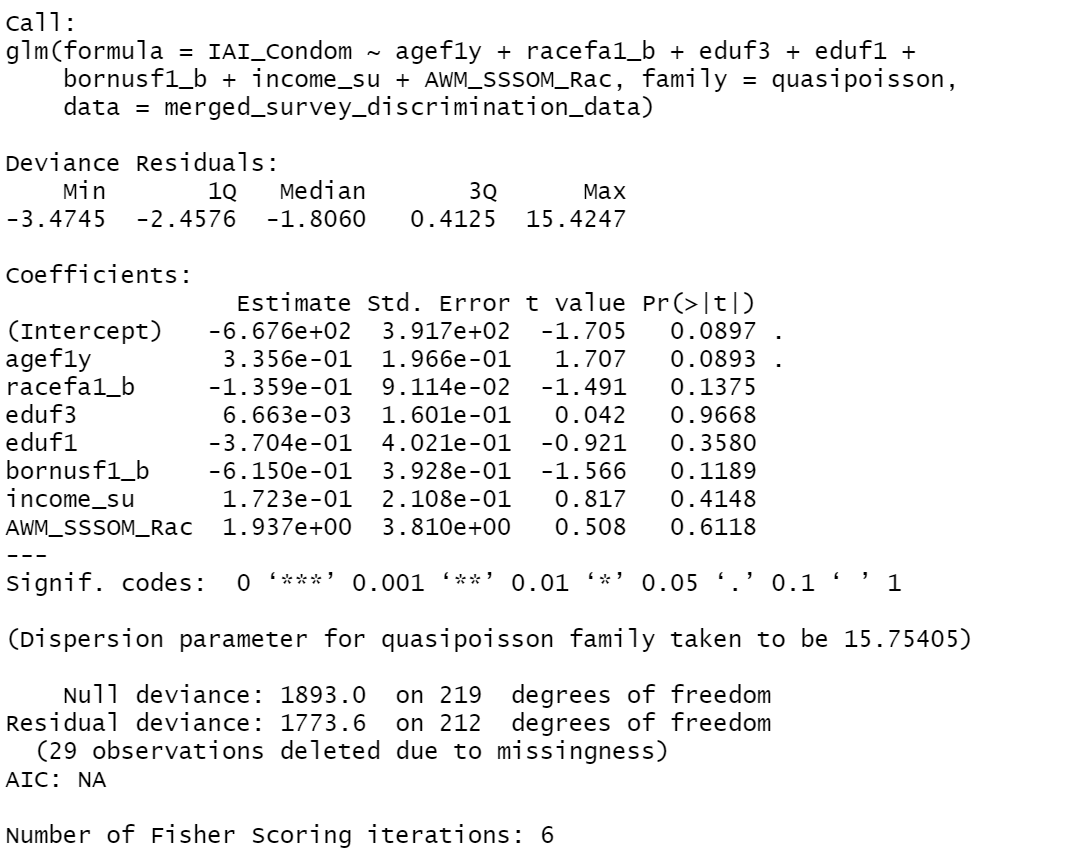 Call:
glm(formula = IAI_Condom ~ agef1y + racefa1_b + eduf3 + eduf1 +
    bornusf1_b + income_su + AWM_SSSOM_Rac, family = quasipoisson,
    data = merged_survey_discrimination_data)

Deviance Residuals:
    Min       1Q   Median       3Q      Max
-3.4745  -2.4576  -1.8060   0.4125  15.4247

Coefficients:
                Estimate Std. Error t value Pr(>|t|)
(Intercept)   -6.676e+02  3.917e+02  -1.705   0.0897 .
agef1y         3.356e-01  1.966e-01   1.707   0.0893 .
racefa1_b     -1.359e-01  9.114e-02  -1.491   0.1375
eduf3          6.663e-03  1.601e-01   0.042   0.9668
eduf1         -3.704e-01  4.021e-01  -0.921   0.3580
bornusf1_b    -6.150e-01  3.928e-01  -1.566   0.1189
income_su      1.723e-01  2.108e-01   0.817   0.4148
AWM_SSSOM_Rac  1.937e+00  3.810e+00   0.508   0.6118
---
Signif. codes:  0 ‘***’ 0.001 ‘**’ 0.01 ‘*’ 0.05 ‘.’ 0.1 ‘ ’ 1

(Dispersion parameter for quasipoisson family taken to be 15.75405)

    Null deviance: 1893.0  on 219  degrees of freedom
Residual deviance: 1773.6  on 212  degrees of freedom
  (29 observations deleted due to missingness)
AIC: NA

Number of Fisher Scoring iterations: 6